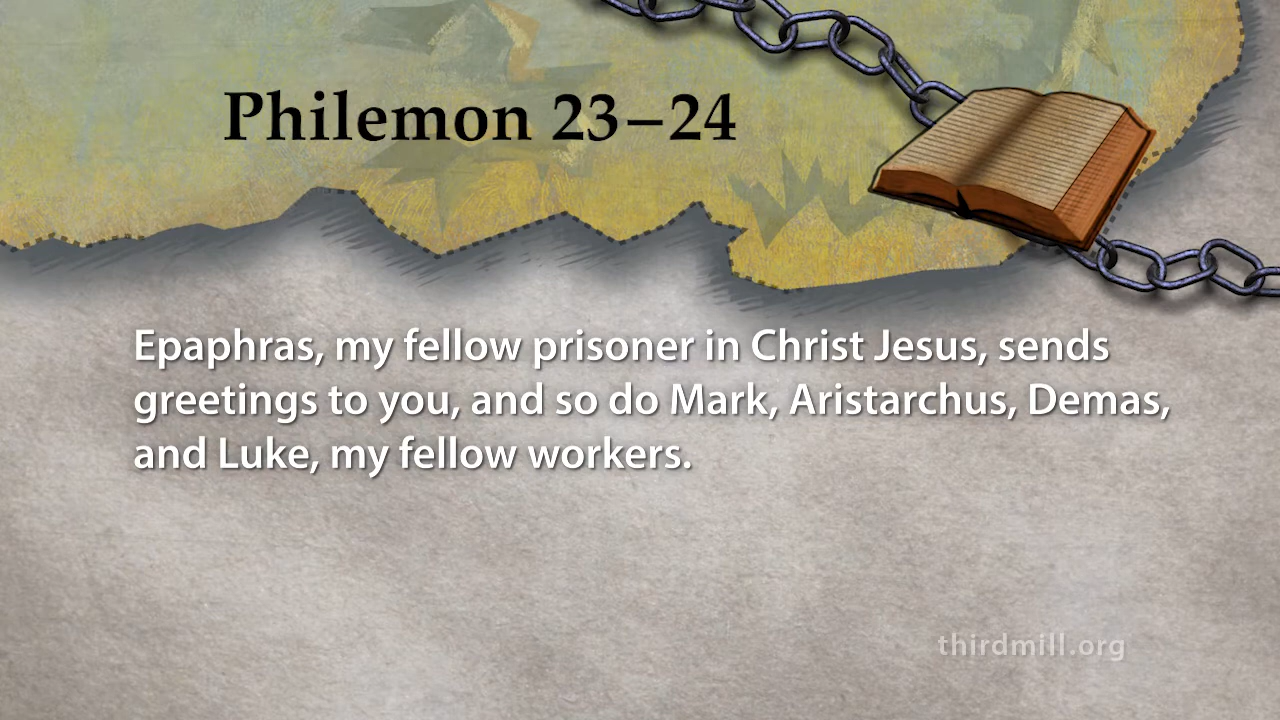 Philemon 23–24
Epaphras, my fellow prisoner in Christ Jesus, sends
greetings to you, and so do Mark, Aristarchus, Demas,
and Luke, my fellow workers.
thirdmill.org